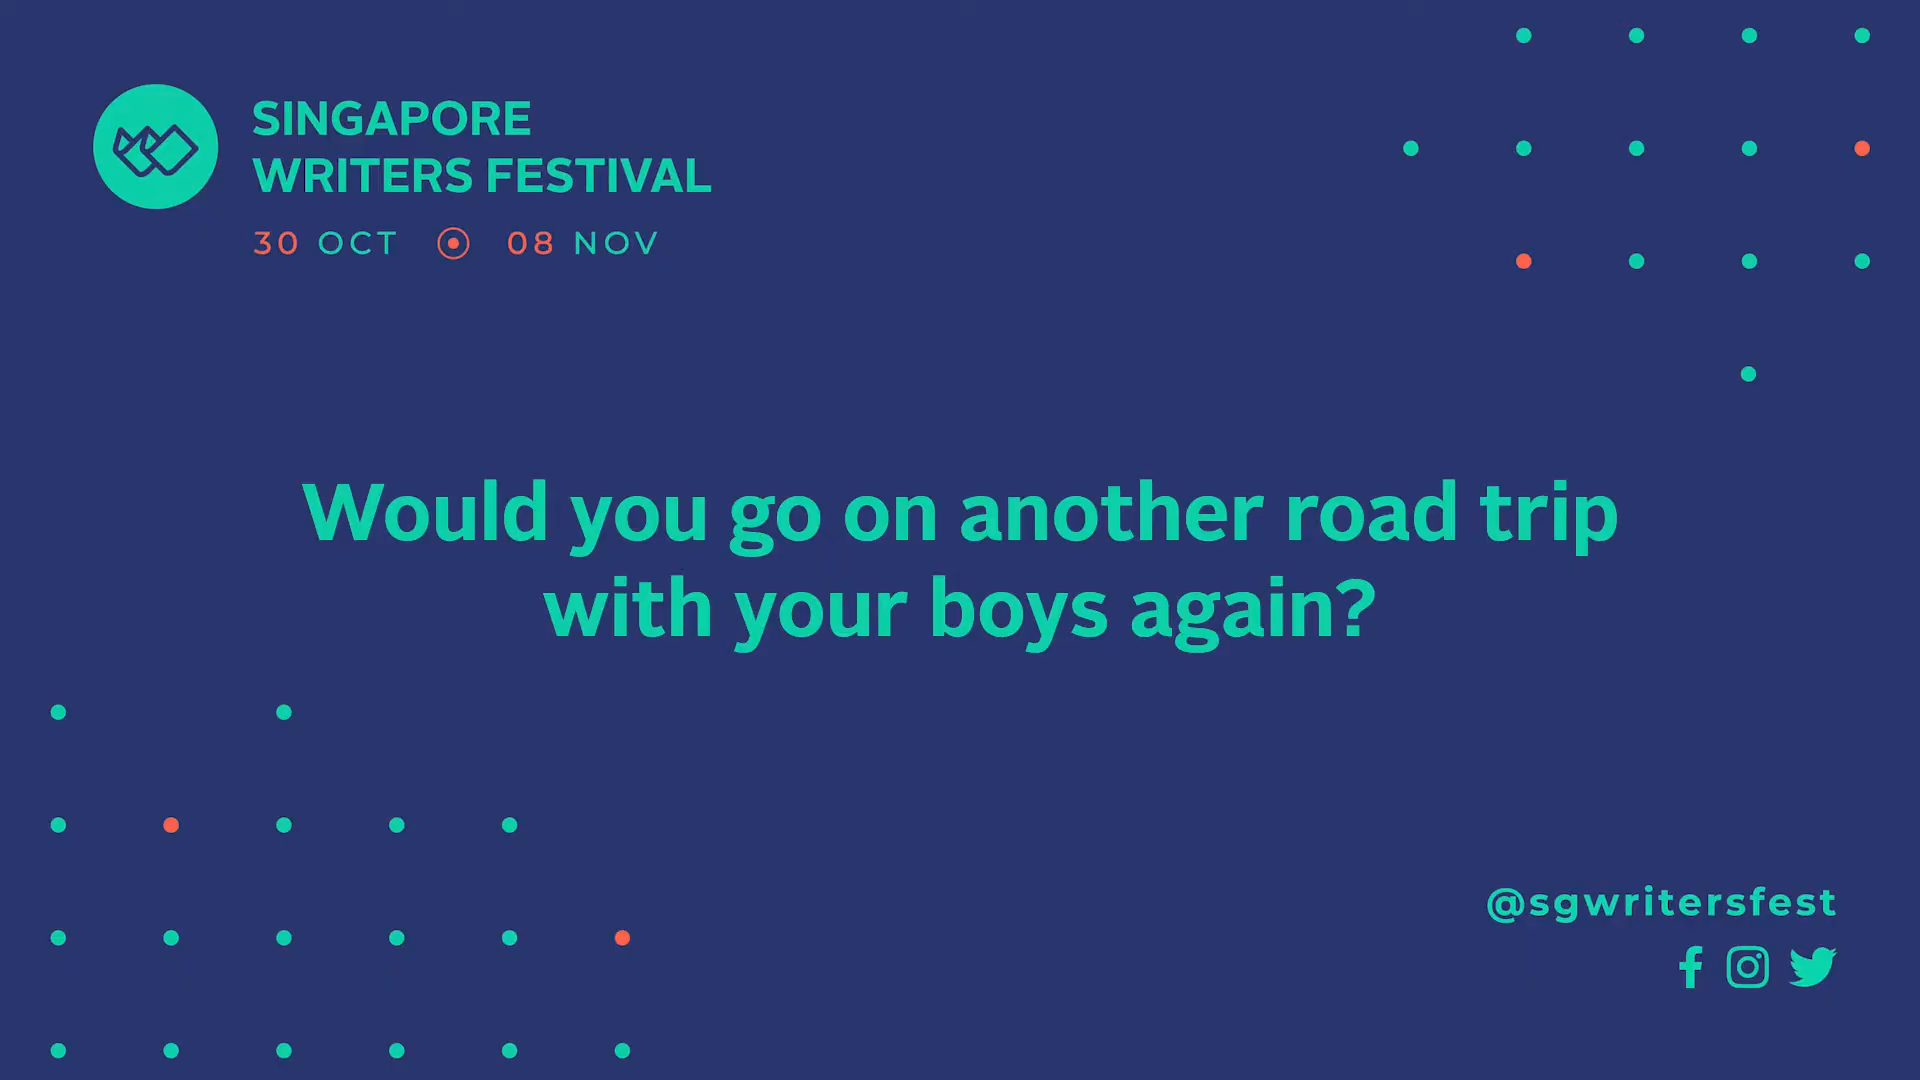 SINGAPORE
WRITERS FESTIVAL
30 OCT 08 NOV
Would you go on another road trip
with your boys again?
@sgwritersfest